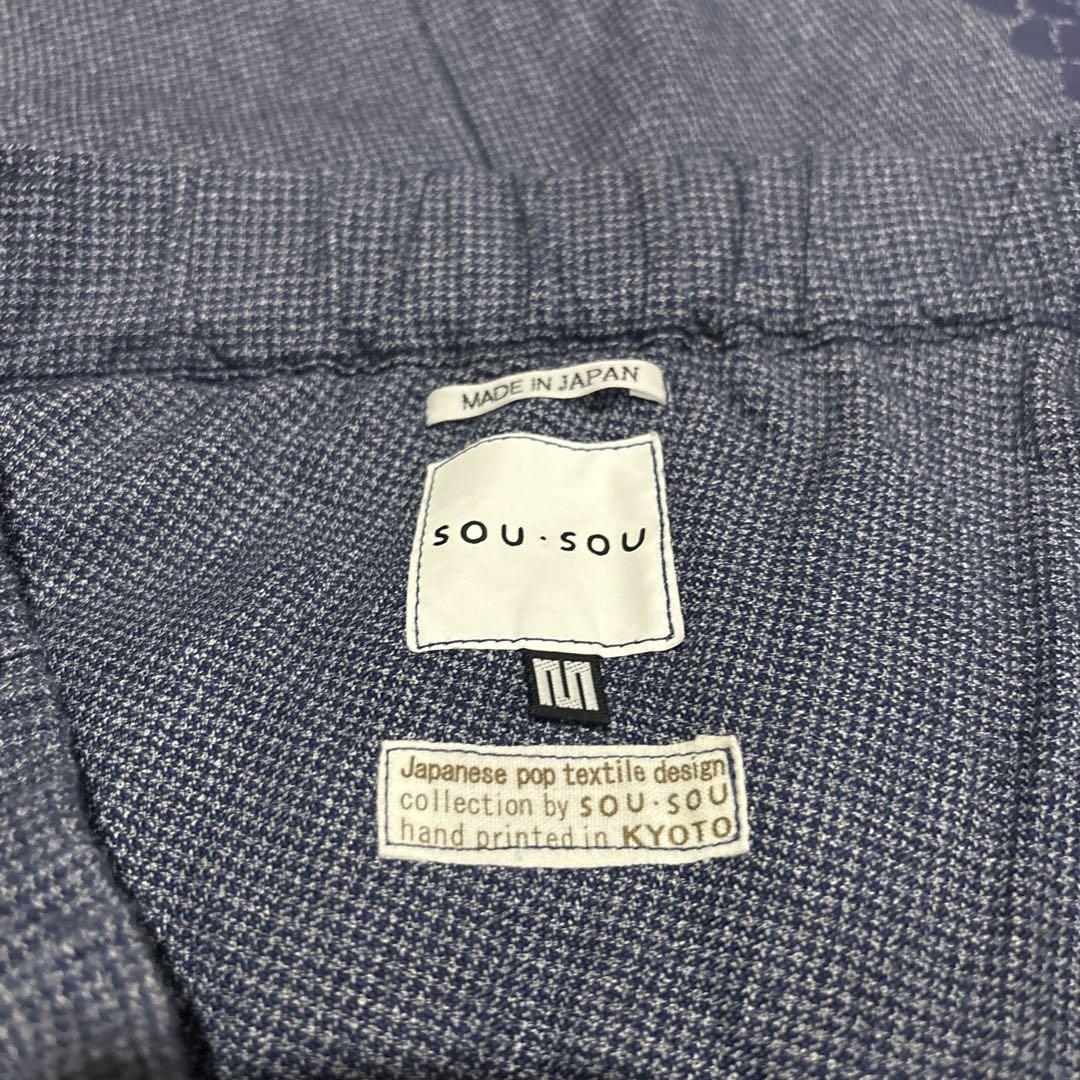 MADE IN JAPAN
SOU・SOU
M
Japanese pop textile design
collection by SOU・SOU
hand printed in KYOTO